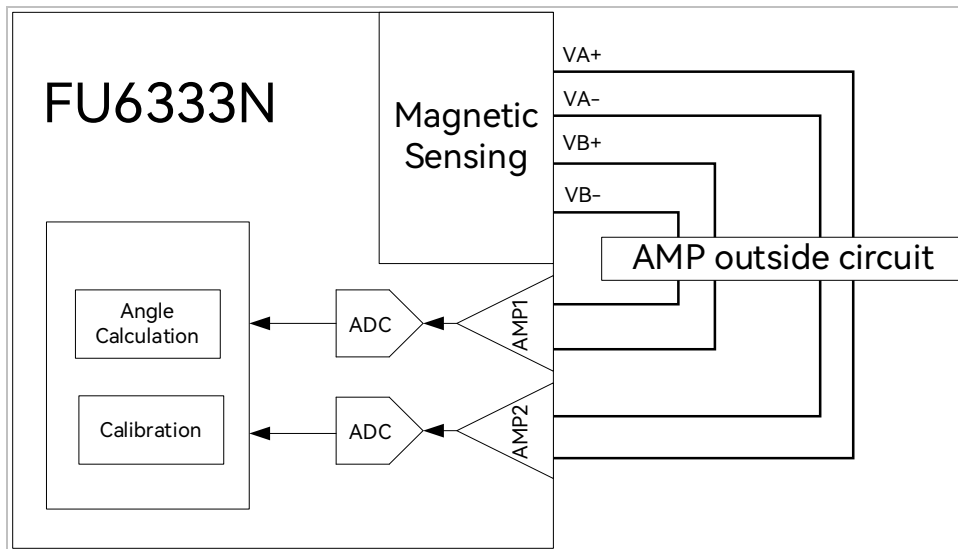 FU6333N
Magnetic
Sensing
VA+
VA-
VB+
VB-
AMP outside circuit
Angle
Calculation
ADC
AMP1
Calibration
ADC
AMP2